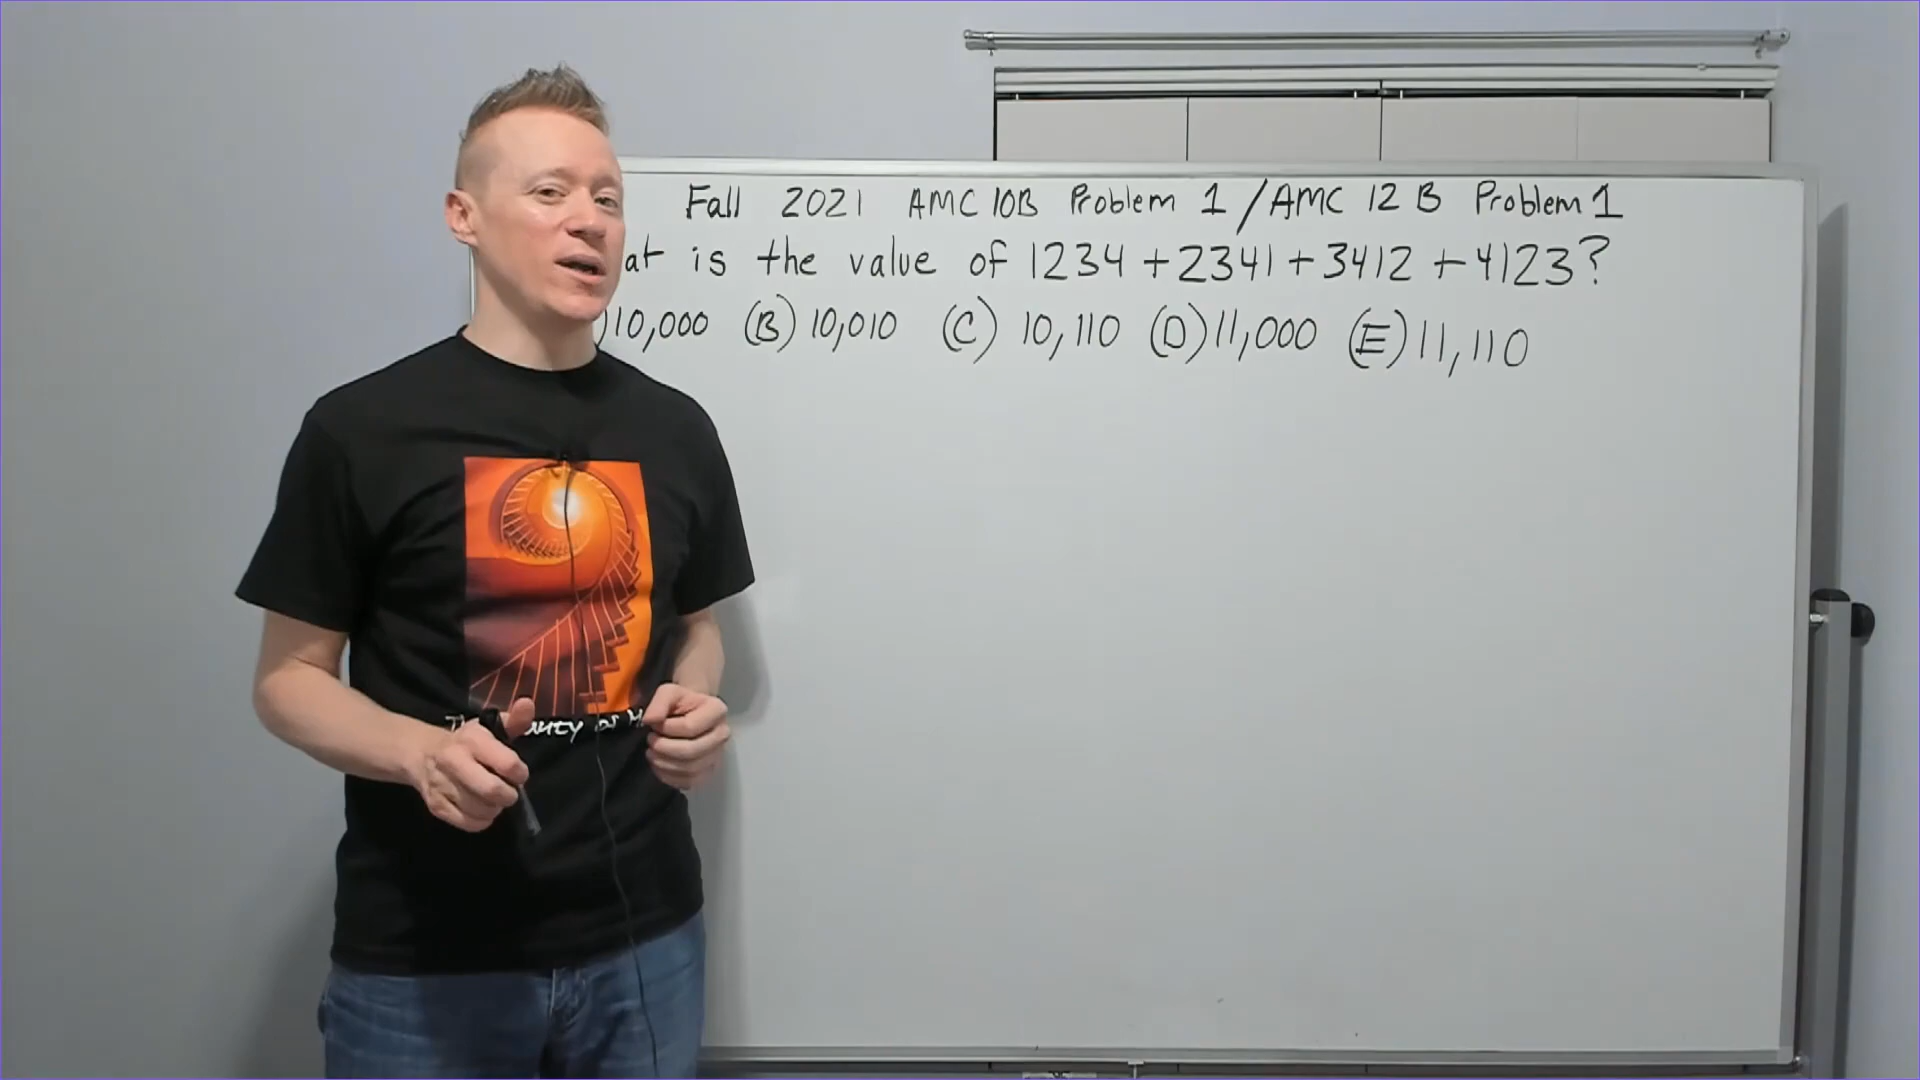 Fall 2021 AMC 10B Problem 1 / AMC 12 B Problem 1
at is the value of 1234 + 2341 + 3412 + 4123?
) 10,000 (B) 10,010 (C) 10,110 (D) 11,000 (E) 11,110